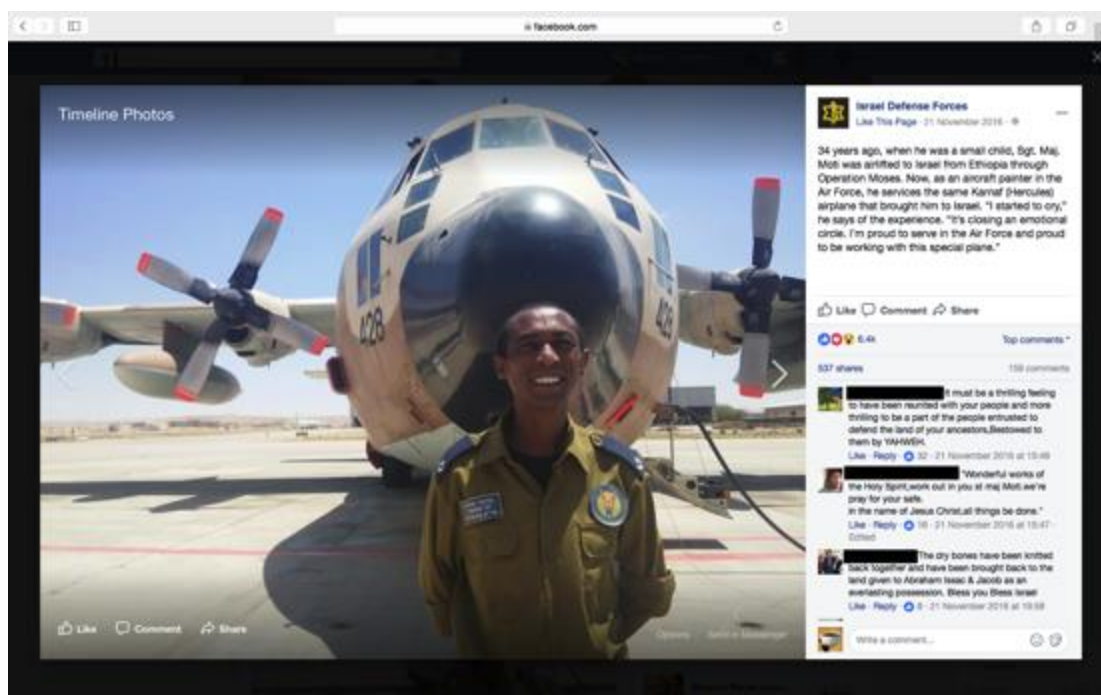 facebook.com
Timeline Photos
428
428
Like Comment Share
Options Send in Messenger
Israel Defense Forces
Like This Page · 21 November 2016 ·
34 years ago, when he was a small child, Sgt. Maj.
Moti was airlifted to Israel from Ethiopia through
Operation Moses. Now, as an aircraft painter in the
Air Force, he services the same Karnaf (Hercules)
airplane that brought him to Israel. "I started to cry,"
he says of the experience. "It's closing an emotional
circle. I'm proud to serve in the Air Force and proud
to be working with this special plane."
Like Comment Share
6.4k Top comments
537 shares 159 comments
It must be a thrilling feeling
to have been reunited with your people and more
thrilling to be a part of the people entrusted to
defend the land of your ancestors,Bestowed to
them by YAHWEH.
Like · Reply · 32 · 21 November 2016 at 15:49
"Wonderful works of
the Holy Spirit,work out in you st maj Moti.we're
pray for your safe.
in the name of Jesus Christ,all things be done."
Like · Reply · 16 · 21 November 2016 at 15:47 ·
Edited
The dry bones have been knitted
back together and have been brought back to the
land given to Abraham Isaac & Jacob as an
everlasting possession. Bless you Bless Israel
Like · Reply · 6 · 21 November 2016 at 19:58
Write a comment...